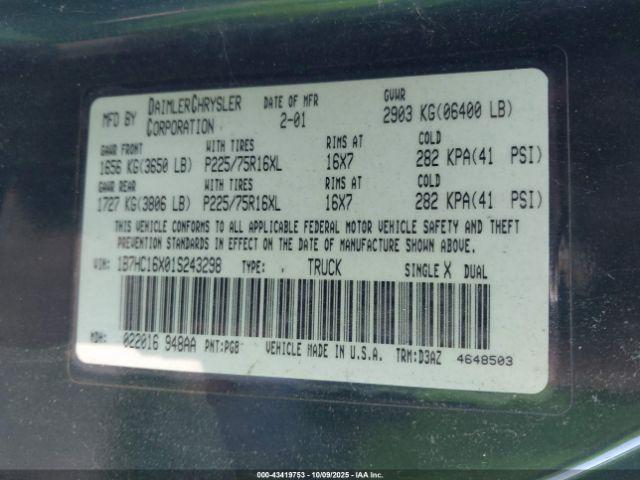 MFD BY DAIMLERCHRYSLER CORPORATION DATE OF MFR 2-01 GVWR 2903 KG(06400 LB)
GAWR FRONT WITH TIRES RIMS AT COLD
1656 KG(3650 LB) P225/75R16XL 16X7 282 KPA(41 PSI)
GAWR REAR WITH TIRES RIMS AT COLD
1727 KG(3806 LB) P225/75R16XL 16X7 282 KPA(41 PSI)
THIS VEHICLE CONFORMS TO ALL APPLICABLE FEDERAL MOTOR VEHICLE SAFETY AND THEFT
PREVENTION STANDARDS IN EFFECT ON THE DATE OF MANUFACTURE SHOWN ABOVE.
VIN: 1B7HC16X01S243298 TYPE: TRUCK SINGLE X DUAL
MDH: 022016 948AA PNT:PGB VEHICLE MADE IN U.S.A. TRM:D3AZ 4648503
000-43419753 - 10/09/2025 - IAA Inc.